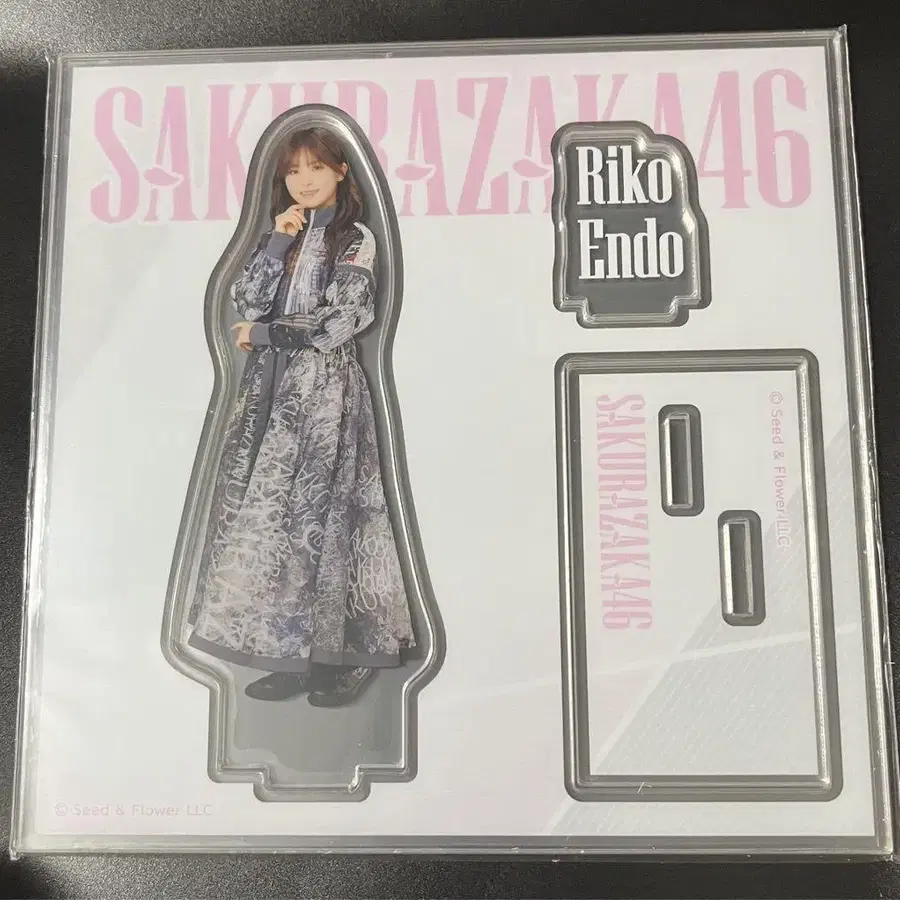 SAKURAZAKA46
Riko
Endo
SAKURAZAKA46
© Seed & Flower LLC
© Seed & Flower LLC